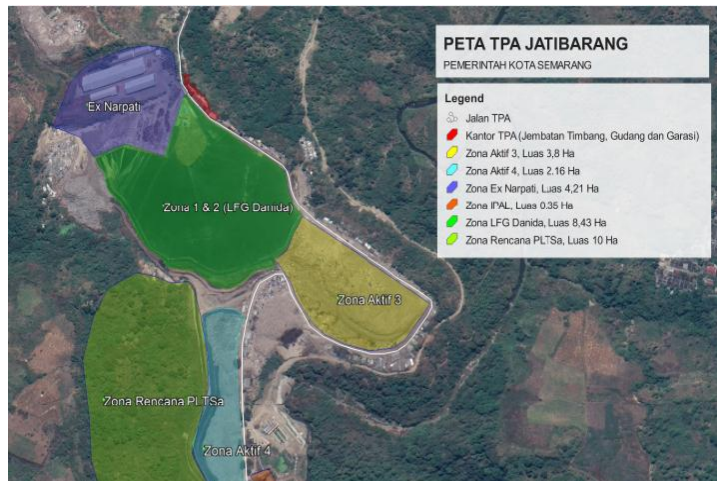 PETA TPA JATIBARANG
PEMERINTAH KOTA SEMARANG
Legend
Jalan TPA
Kantor TPA (Jembatan Timbang, Gudang dan Garasi)
Zona Aktif 3, Luas 3,8 Ha
Zona Aktif 4, Luas 2.16 Ha
Zona Ex Narpati, Luas 4,21 Ha
Zona IPAL, Luas 0.35 Ha
Zona LFG Danida, Luas 8,43 Ha
Zona Rencana PLTSa, Luas 10 Ha
Ex Narpati
Zona 1 & 2 (LFG Danida)
Zona Aktif 3
Zona Rencana PLTSa
Zona Aktif 4